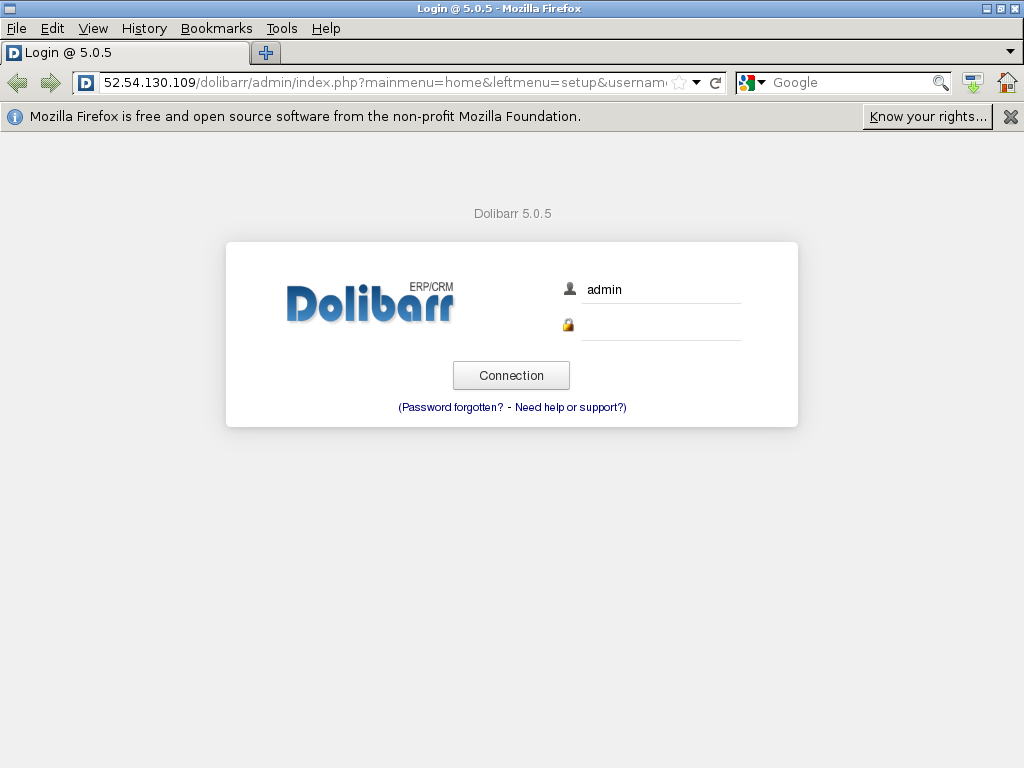 Login @ 5.0.5 - Mozilla Firefox
File Edit View History Bookmarks Tools Help
Login @ 5.0.5
52.54.130.109/dolibarr/admin/index.php?mainmenu=home&leftmenu=setup&usernam
Google
Mozilla Firefox is free and open source software from the non-profit Mozilla Foundation.
Know your rights...
Dolibarr 5.0.5
ERP/CRM
Dolibarr
admin
Connection
(Password forgotten? - Need help or support?)